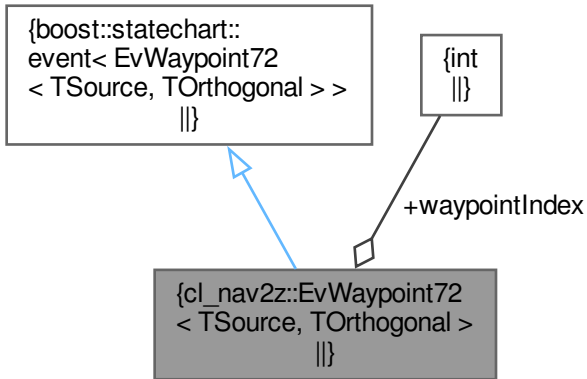 {boost::statechart::
event< EvWaypoint72
< TSource, TOrthogonal > >
||}
{int
||}
+waypointIndex
{cl_nav2z::EvWaypoint72
< TSource, TOrthogonal >
||}